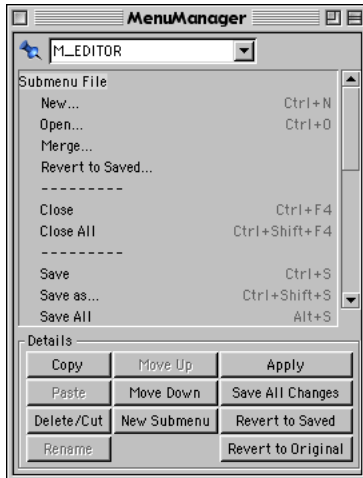 MenuManager
M_EDITOR
Submenu File
New... Ctrl+N
Open... Ctrl+O
Merge...
Revert to Saved...
---------
Close Ctrl+F4
Close All Ctrl+Shift+F4
---------
Save Ctrl+S
Save as... Ctrl+Shift+S
Save All Alt+S
Details
Copy Move Up Apply
Paste Move Down Save All Changes
Delete/Cut New Submenu Revert to Saved
Rename Revert to Original